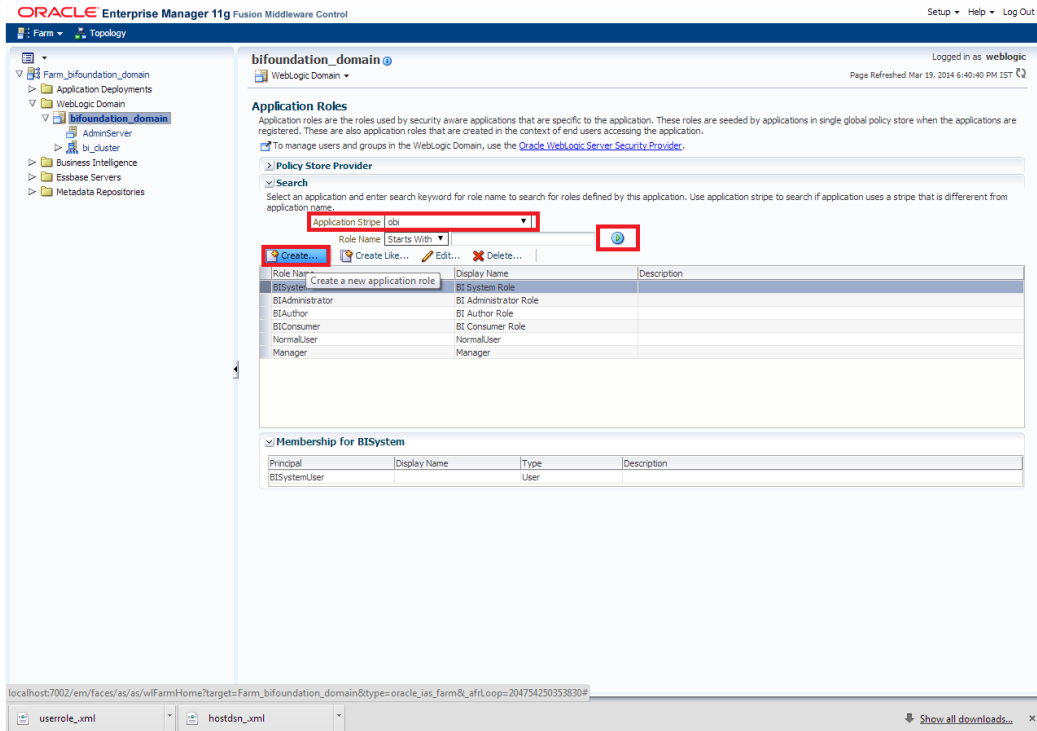 ORACLE Enterprise Manager 11g Fusion Middleware Control
Setup Help Log Out
Farm Topology
Farm_bifoundation_domain
Application Deployments
WebLogic Domain
bifoundation_domain
AdminServer
bi_cluster
Business Intelligence
Essbase Servers
Metadata Repositories
bifoundation_domain
Logged in as weblogic
WebLogic Domain
Page Refreshed Mar 19, 2014 6:40:40 PM IST
Application Roles
Application roles are the roles used by security aware applications that are specific to the application. These roles are seeded by applications in single global policy store when the applications are
registered. These are also application roles that are created in the context of end users accessing the application.
To manage users and groups in the WebLogic Domain, use the Oracle WebLogic Server Security Provider.
Policy Store Provider
Search
Select an application and enter search keyword for role name to search for roles defined by this application. Use application stripe to search if application uses a stripe that is differerent from
application name.
Application Stripe obi
Role Name Starts With
Create... Create Like... Edit... Delete...
Role Name Display Name Description
Create a new application role
BISystem BI System Role
BIAdministrator BI Administrator Role
BIAuthor BI Author Role
BIConsumer BI Consumer Role
NormalUser NormalUser
Manager Manager
Membership for BISystem
Principal Display Name Type Description
BISystemUser User
localhost:7002/em/faces/as/as/wlFarmHome?target=Farm_bifoundation_domain&type=oracle_ias_farm&_afrLoop=204754250353830#
userrole_.xml hostdsn_.xml Show all downloads...